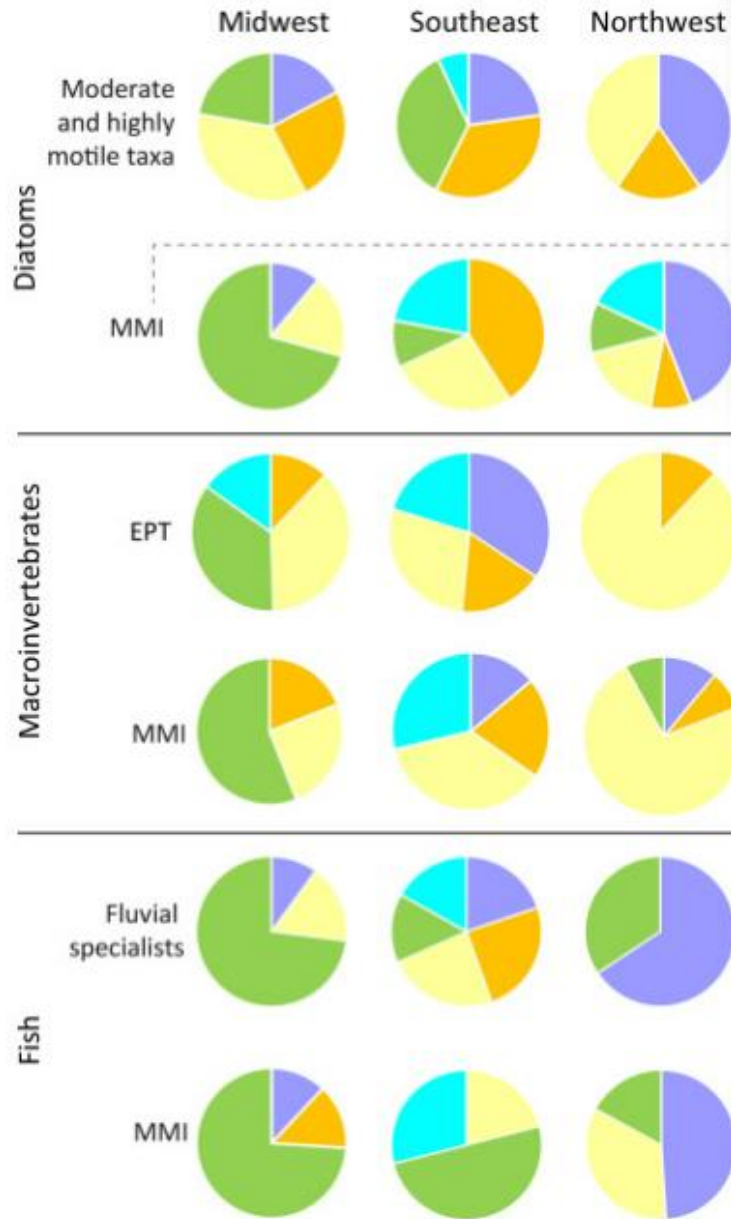 Midwest Southeast Northwest
Diatoms
Moderate
and highly
motile taxa
MMI
Macroinvertebrates
EPT
MMI
Fish
Fluvial
specialists
MMI